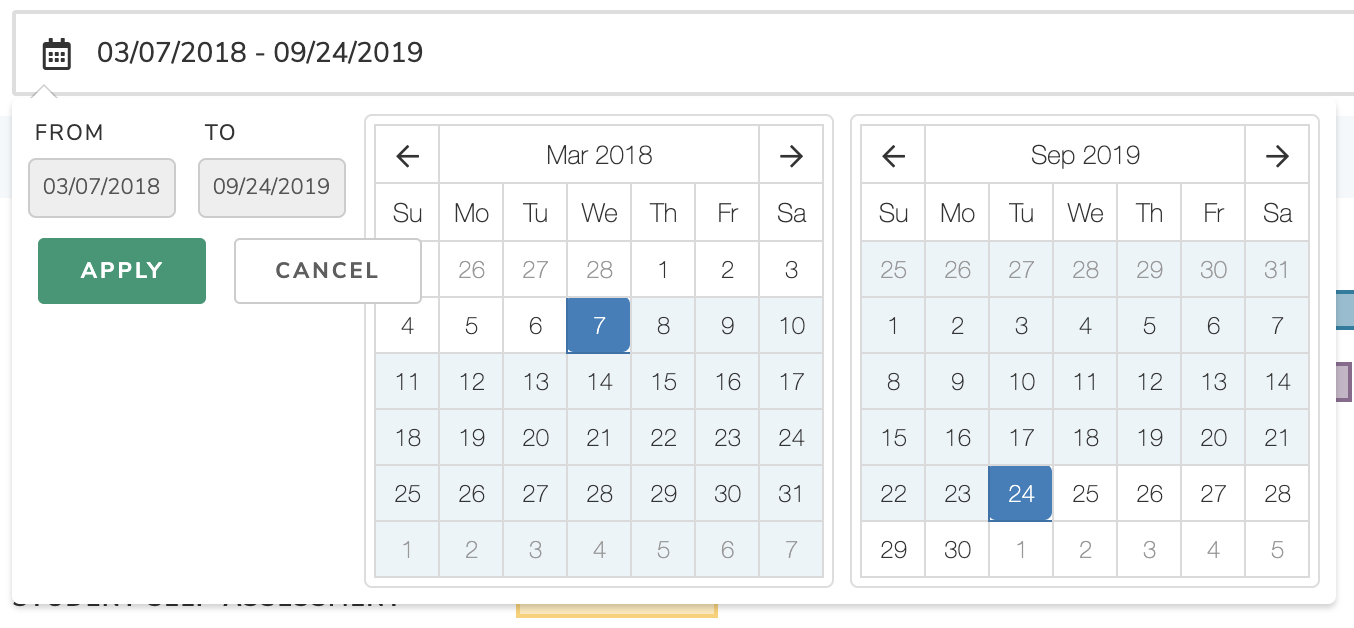 03/07/2018 - 09/24/2019
FROM TO
03/07/2018 09/24/2019
APPLY CANCEL
Mar 2018
Su Mo Tu We Th Fr Sa
26 27 28 1 2 3
4 5 6 7 8 9 10
11 12 13 14 15 16 17
18 19 20 21 22 23 24
25 26 27 28 29 30 31
1 2 3 4 5 6 7
Sep 2019
Su Mo Tu We Th Fr Sa
25 26 27 28 29 30 31
1 2 3 4 5 6 7
8 9 10 11 12 13 14
15 16 17 18 19 20 21
22 23 24 25 26 27 28
29 30 1 2 3 4 5